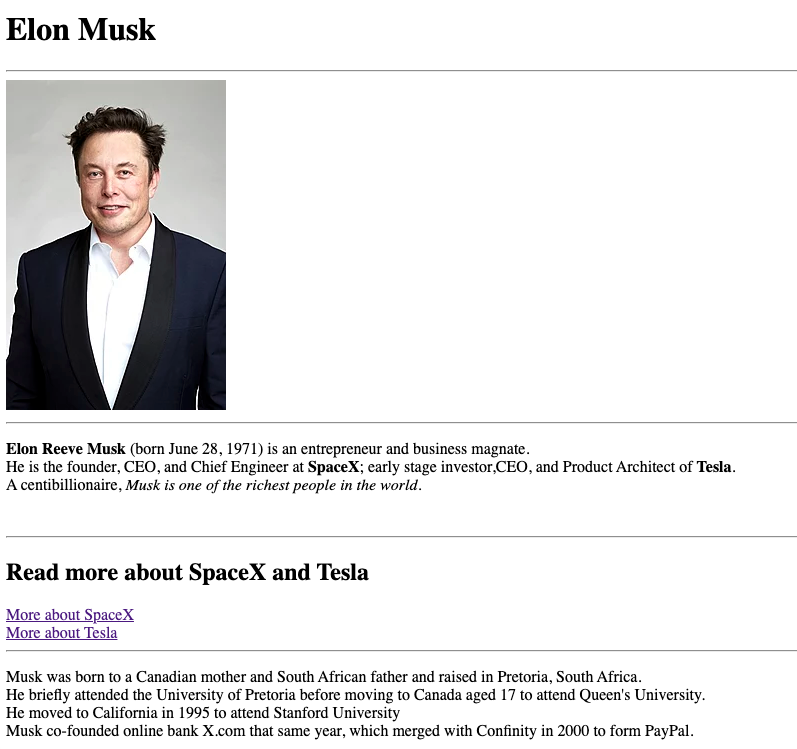 Elon Musk
Elon Reeve Musk (born June 28, 1971) is an entrepreneur and business magnate.
He is the founder, CEO, and Chief Engineer at SpaceX; early stage investor,CEO, and Product Architect of Tesla.
A centibillionaire, Musk is one of the richest people in the world.
Read more about SpaceX and Tesla
More about SpaceX
More about Tesla
Musk was born to a Canadian mother and South African father and raised in Pretoria, South Africa.
He briefly attended the University of Pretoria before moving to Canada aged 17 to attend Queen's University.
He moved to California in 1995 to attend Stanford University
Musk co-founded online bank X.com that same year, which merged with Confinity in 2000 to form PayPal.